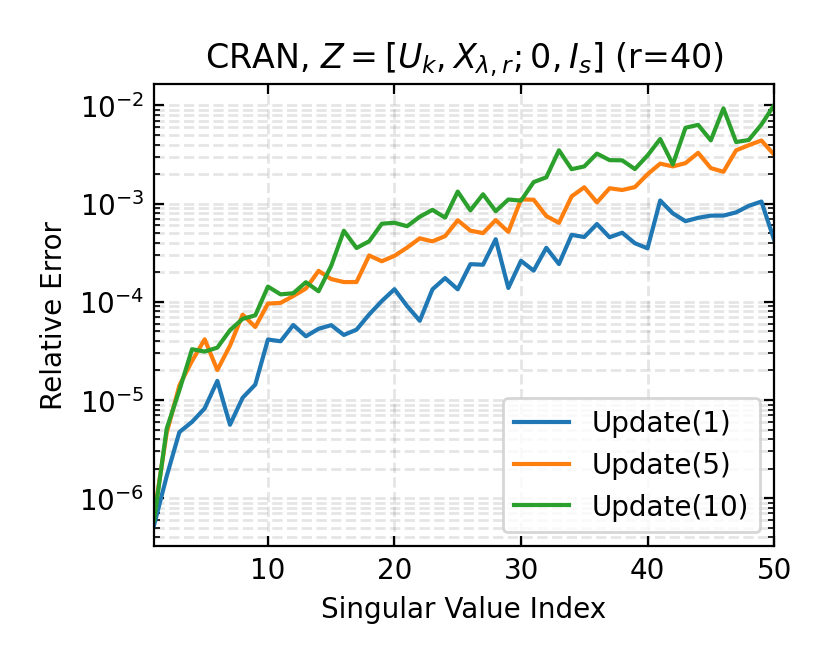 CRAN, $Z = [U_k, X_{\lambda,r}; 0, I_s]$ (r=40)
10⁻²
10⁻³
10⁻⁴
10⁻⁵
10⁻⁶
Relative Error
Update(1)
Update(5)
Update(10)
10 20 30 40 50
Singular Value Index